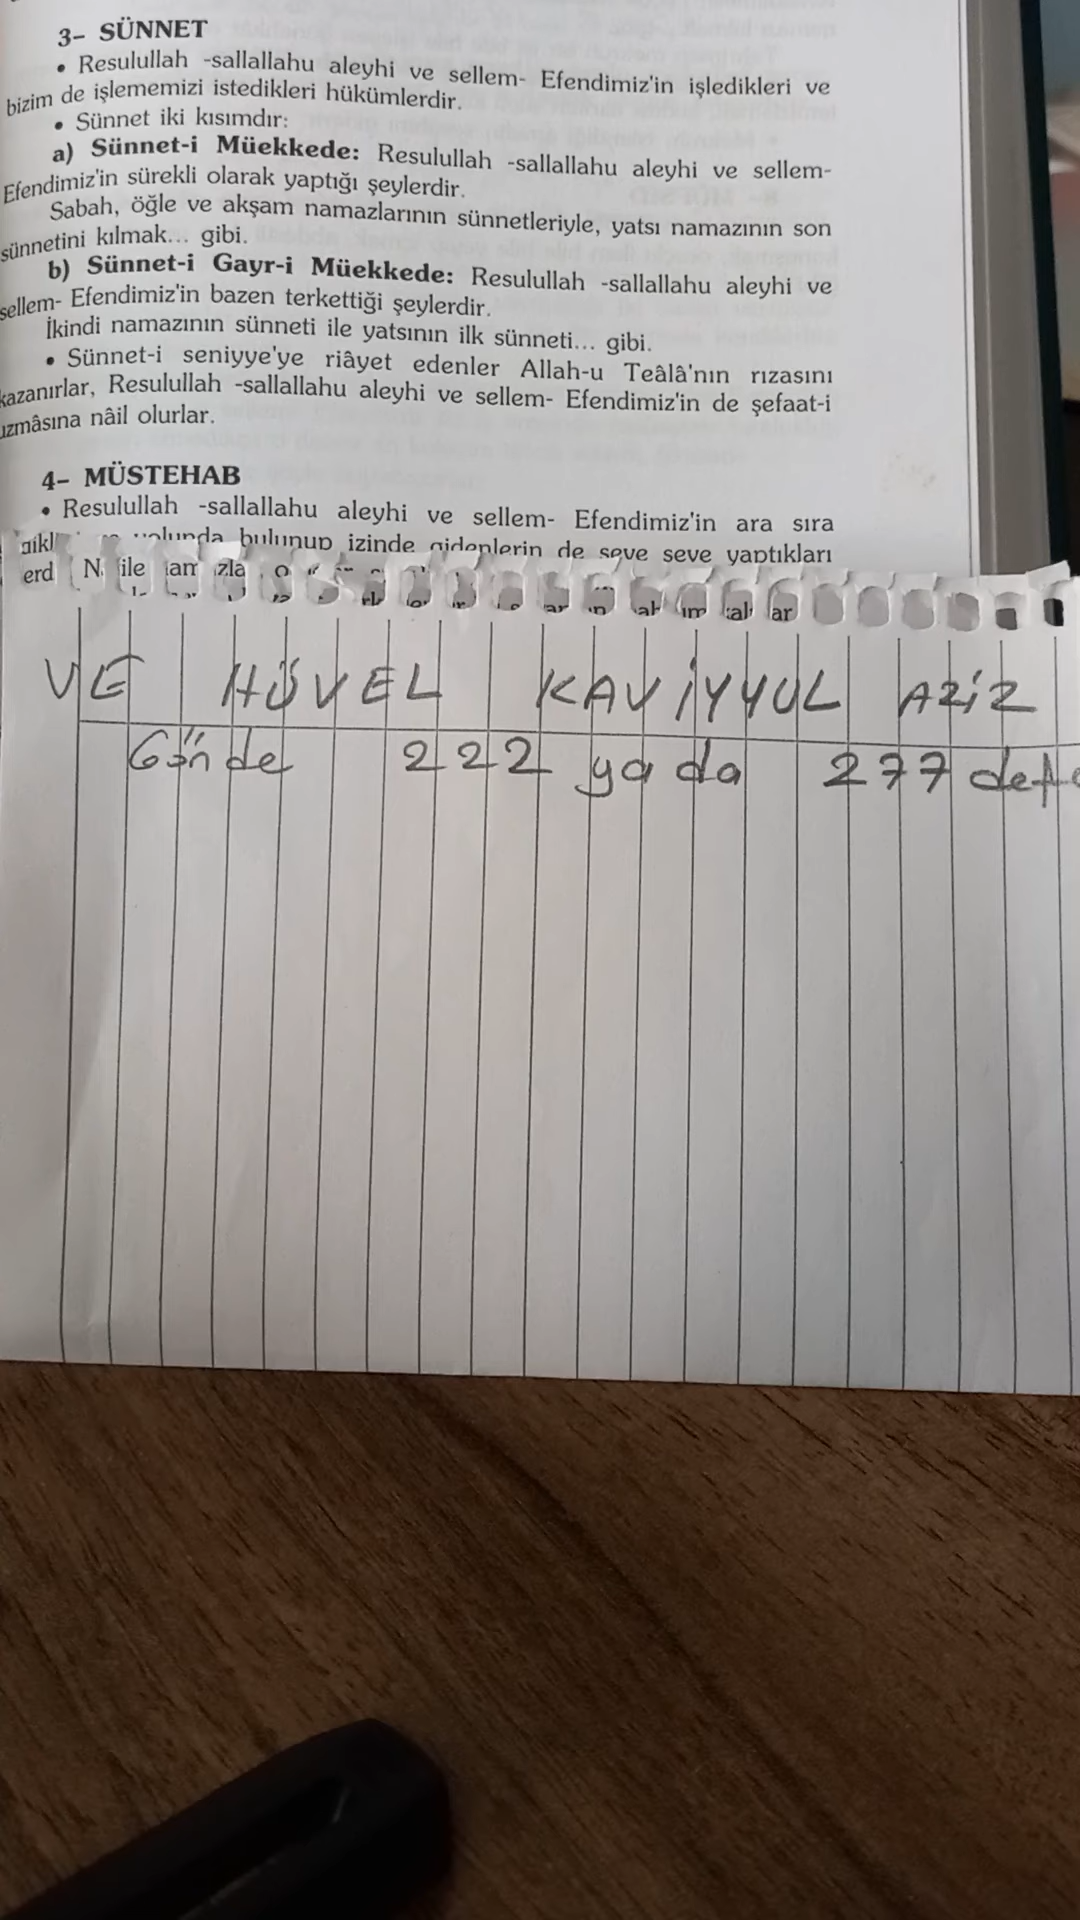 3- SÜNNET
• Resulullah -sallallahu aleyhi ve sellem- Efendimiz'in işledikleri ve
bizim de işlememizi istedikleri hükümlerdir.
• Sünnet iki kısımdır:
a) Sünnet-i Müekkede: Resulullah -sallallahu aleyhi ve sellem-
Efendimiz'in sürekli olarak yaptığı şeylerdir.
Sabah, öğle ve akşam namazlarının sünnetleriyle, yatsı namazının son
sünnetini kılmak... gibi.
b) Sünnet-i Gayr-i Müekkede: Resulullah -sallallahu aleyhi ve
sellem- Efendimiz'in bazen terkettiği şeylerdir.
İkindi namazının sünneti ile yatsının ilk sünneti... gibi.
• Sünnet-i seniyye'ye riâyet edenler Allah-u Teâlâ'nın rızasını
kazanırlar, Resulullah -sallallahu aleyhi ve sellem- Efendimiz'in de şefaat-i
uzmâsına nâil olurlar.
4- MÜSTEHAB
• Resulullah -sallallahu aleyhi ve sellem- Efendimiz'in ara sıra
yolunda bulunup izinde gidenlerin de seve seve yaptıkları
VE HÜVEL KAVİYYUL AZİZ
Günde 222 ya da 277 defa